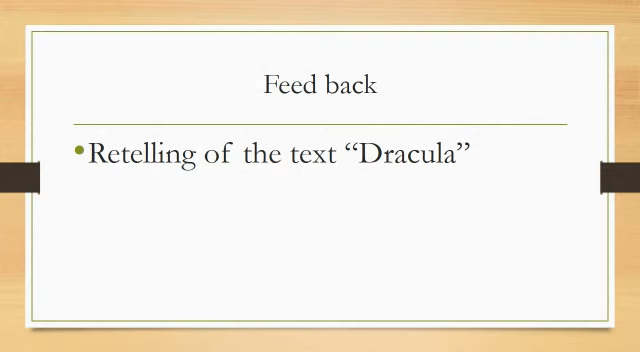 Feed back
•Retelling of the text “Dracula”